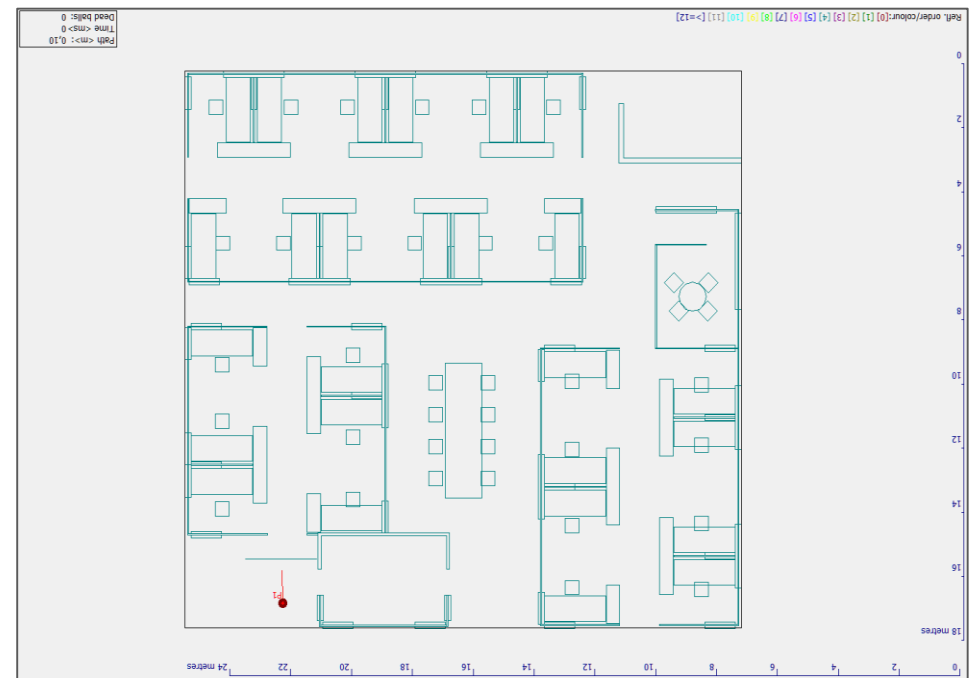 0 2 4 6 8 10 12 14 16 18 20 22 24 metres
18 metres
P1
16
14
12
10
8
6
4
2
0
Path <m>: 0,10
Time <ms> 0
Dead balls: 0
Refl. order/colour:[0] [1] [2] [3] [4] [5] [6] [7] [8] [9] [10] [11] [>=12]